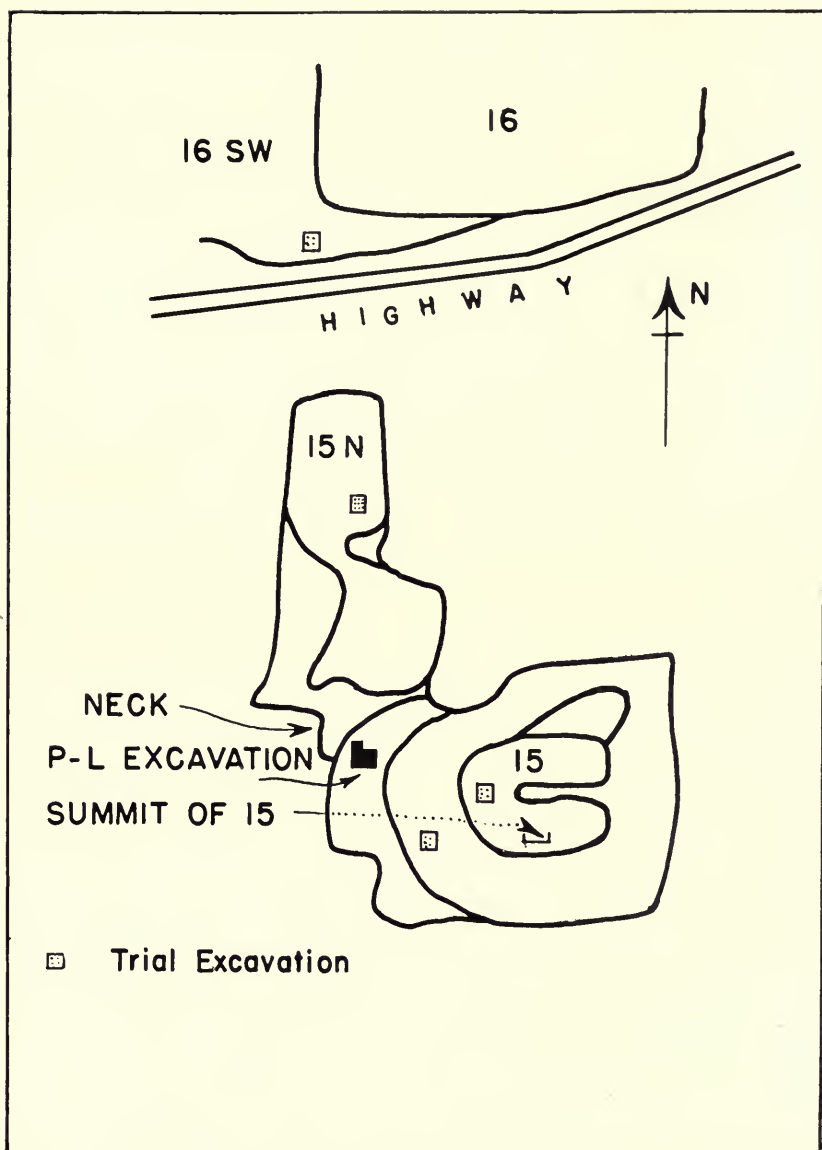 16
16 SW
HIGHWAY
N
15 N
NECK
P-L EXCAVATION
15
SUMMIT OF 15
Trial Excavation